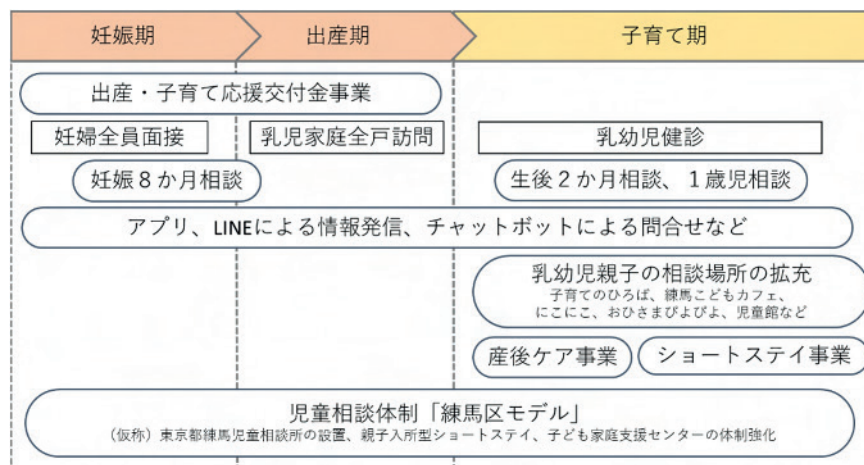 妊娠期
出産期
子育て期
出産・子育て応援交付金事業
妊婦全員面接
乳児家庭全戸訪問
乳幼児健診
妊娠８か月相談
生後２か月相談、１歳児相談
アプリ、LINEによる情報発信、チャットボットによる問合せなど
乳幼児親子の相談場所の拡充
子育てのひろば、練馬こどもカフェ、
にこにこ、おひさまぴよぴよ、児童館など
産後ケア事業
ショートステイ事業
児童相談体制「練馬区モデル」
（仮称）東京都練馬児童相談所の設置、親子入所型ショートステイ、子ども家庭支援センターの体制強化